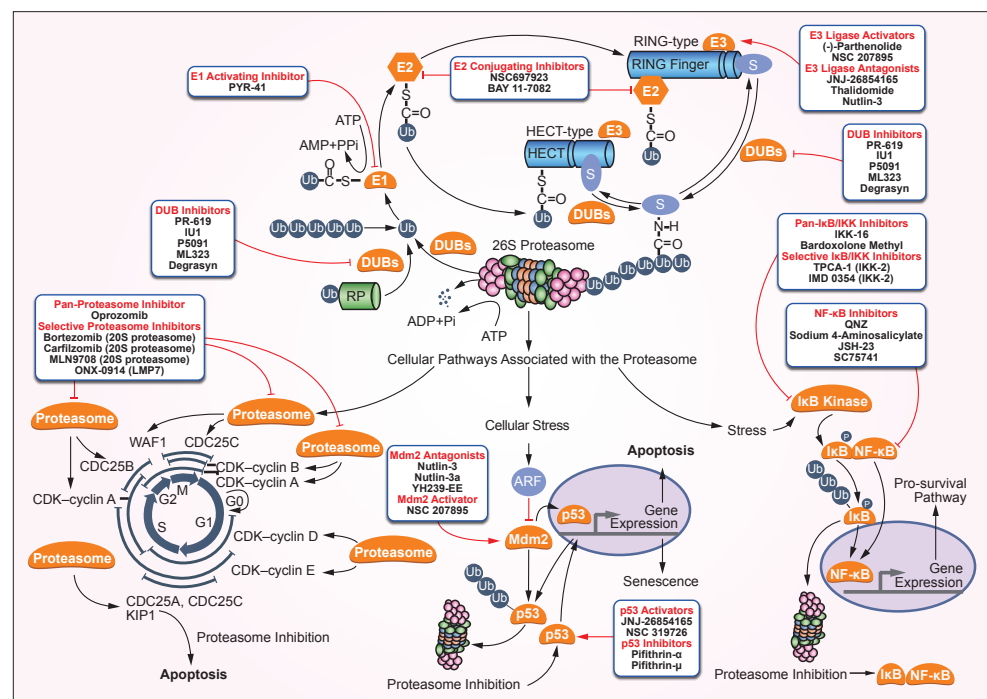 E1 Activating Inhibitor
PYR-41
E2
S
C=O
Ub
E2 Conjugating Inhibitors
NSC697923
BAY 11-7082
RING-type
E3
RING Finger
S
E2
S
C=O
Ub
E3 Ligase Activators
(-)-Parthenolide
NSC 207895
E3 Ligase Antagonists
JNJ-26854165
Thalidomide
Nutlin-3
ATP
AMP+PPi
O
Ub-C-S
E1
HECT-type
E3
HECT
S
S
C=O
Ub
DUBs
DUBs
DUB Inhibitors
PR-619
IU1
P5091
ML323
Degrasyn
S
N-H
C=O
Ub Ub Ub Ub Ub Ub
DUB Inhibitors
PR-619
IU1
P5091
ML323
Degrasyn
Ub Ub Ub Ub Ub
Ub
DUBs
DUBs
Ub
RP
26S Proteasome
ADP+Pi
ATP
Pan-IκB/IKK Inhibitors
IKK-16
Bardoxolone Methyl
Selective IκB/IKK Inhibitors
TPCA-1 (IKK-2)
IMD 0354 (IKK-2)
NF-κB Inhibitors
QNZ
Sodium 4-Aminosalicylate
JSH-23
SC75741
Pan-Proteasome Inhibitor
Oprozomib
Selective Proteasome Inhibitors
Bortezomib (20S proteasome)
Carfilzomib (20S proteasome)
MLN9708 (20S proteasome)
ONX-0914 (LMP7)
Cellular Pathways Associated with the Proteasome
Proteasome
Proteasome
Proteasome
WAF1
CDC25C
CDC25B
CDK–cyclin B
CDK–cyclin A
CDK–cyclin A
G2
M
G0
G1
S
CDK–cyclin D
CDK–cyclin E
Proteasome
Proteasome
CDC25A, CDC25C
KIP1
Proteasome Inhibition
Apoptosis
Cellular Stress
ARF
Mdm2 Antagonists
Nutlin-3
Nutlin-3a
YH239-EE
Mdm2 Activator
NSC 207895
Mdm2
Apoptosis
p53
Gene
Expression
Senescence
Ub
Ub
Ub
p53
p53
Proteasome Inhibition
p53 Activators
JNJ-26854165
NSC 319726
p53 Inhibitors
Pifithrin-α
Pifithrin-μ
Stress
IκB Kinase
P
IκB
NF-κB
Ub
Ub
Ub
P
IκB
Pro-survival
Pathway
NF-κB
Gene
Expression
Proteasome Inhibition
IκB
NF-κB